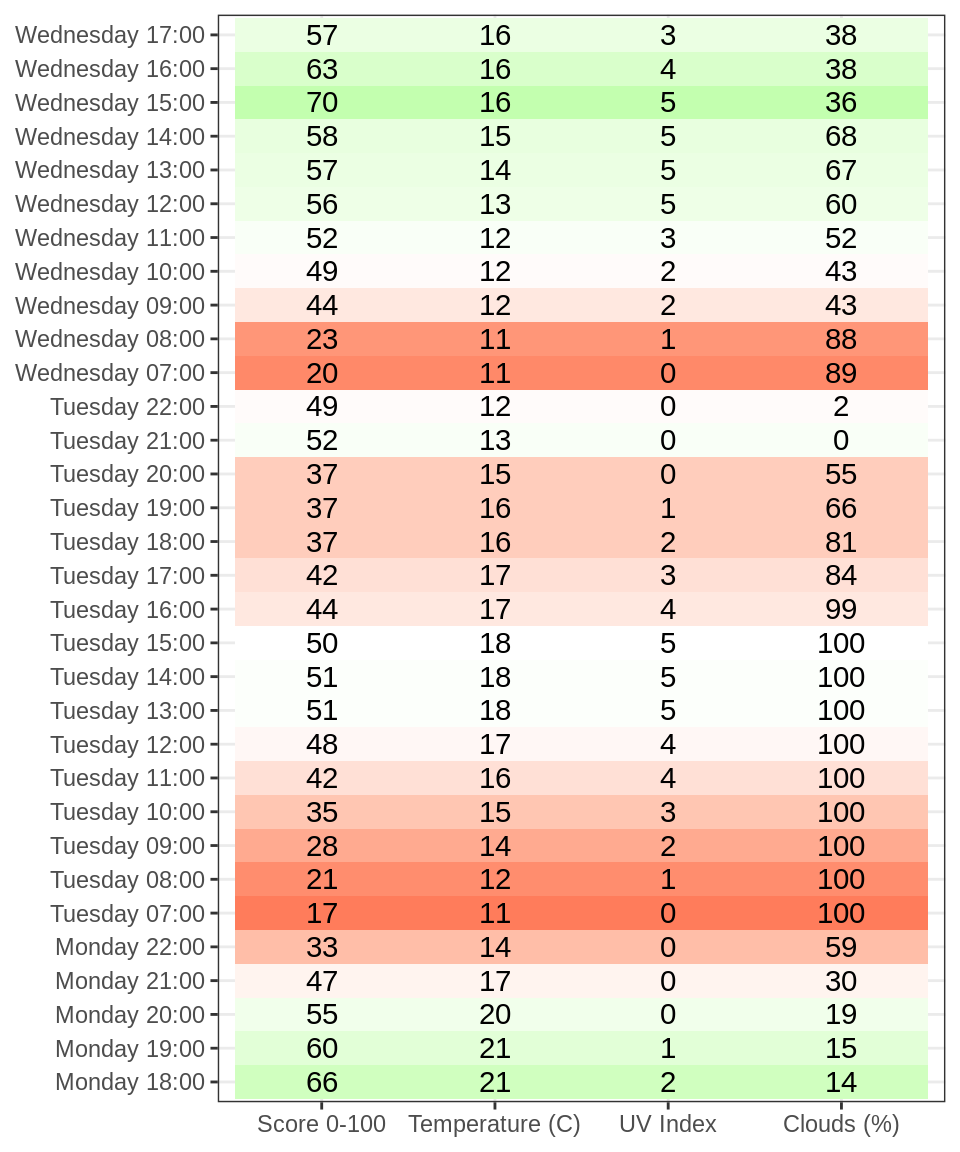 Wednesday 17:00 57 16 3 38
Wednesday 16:00 63 16 4 38
Wednesday 15:00 70 16 5 36
Wednesday 14:00 58 15 5 68
Wednesday 13:00 57 14 5 67
Wednesday 12:00 56 13 5 60
Wednesday 11:00 52 12 3 52
Wednesday 10:00 49 12 2 43
Wednesday 09:00 44 12 2 43
Wednesday 08:00 23 11 1 88
Wednesday 07:00 20 11 0 89
Tuesday 22:00 49 12 0 2
Tuesday 21:00 52 13 0 0
Tuesday 20:00 37 15 0 55
Tuesday 19:00 37 16 1 66
Tuesday 18:00 37 16 2 81
Tuesday 17:00 42 17 3 84
Tuesday 16:00 44 17 4 99
Tuesday 15:00 50 18 5 100
Tuesday 14:00 51 18 5 100
Tuesday 13:00 51 18 5 100
Tuesday 12:00 48 17 4 100
Tuesday 11:00 42 16 4 100
Tuesday 10:00 35 15 3 100
Tuesday 09:00 28 14 2 100
Tuesday 08:00 21 12 1 100
Tuesday 07:00 17 11 0 100
Monday 22:00 33 14 0 59
Monday 21:00 47 17 0 30
Monday 20:00 55 20 0 19
Monday 19:00 60 21 1 15
Monday 18:00 66 21 2 14
Score 0-100 Temperature (C) UV Index Clouds (%)